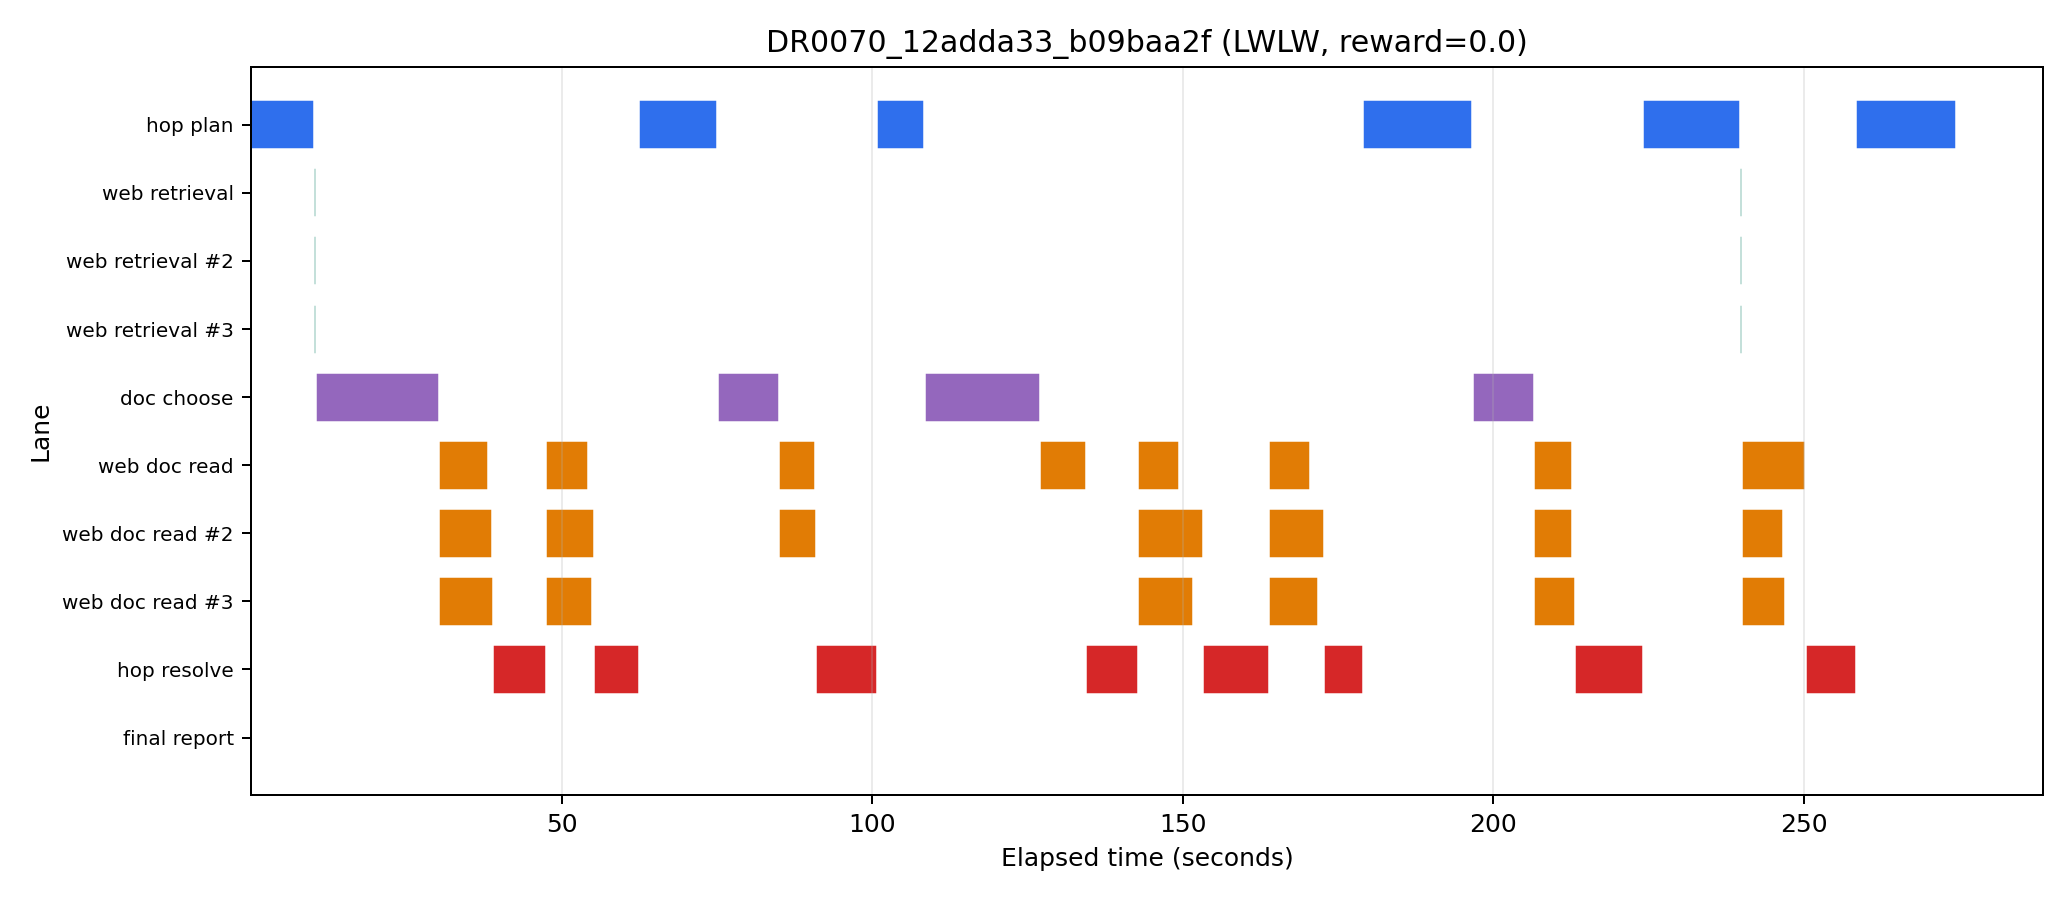 DR0070_12adda33_b09baa2f (LWLW, reward=0.0)
hop plan
web retrieval
web retrieval #2
web retrieval #3
doc choose
web doc read
web doc read #2
web doc read #3
hop resolve
final report
Lane
50
100
150
200
250
Elapsed time (seconds)